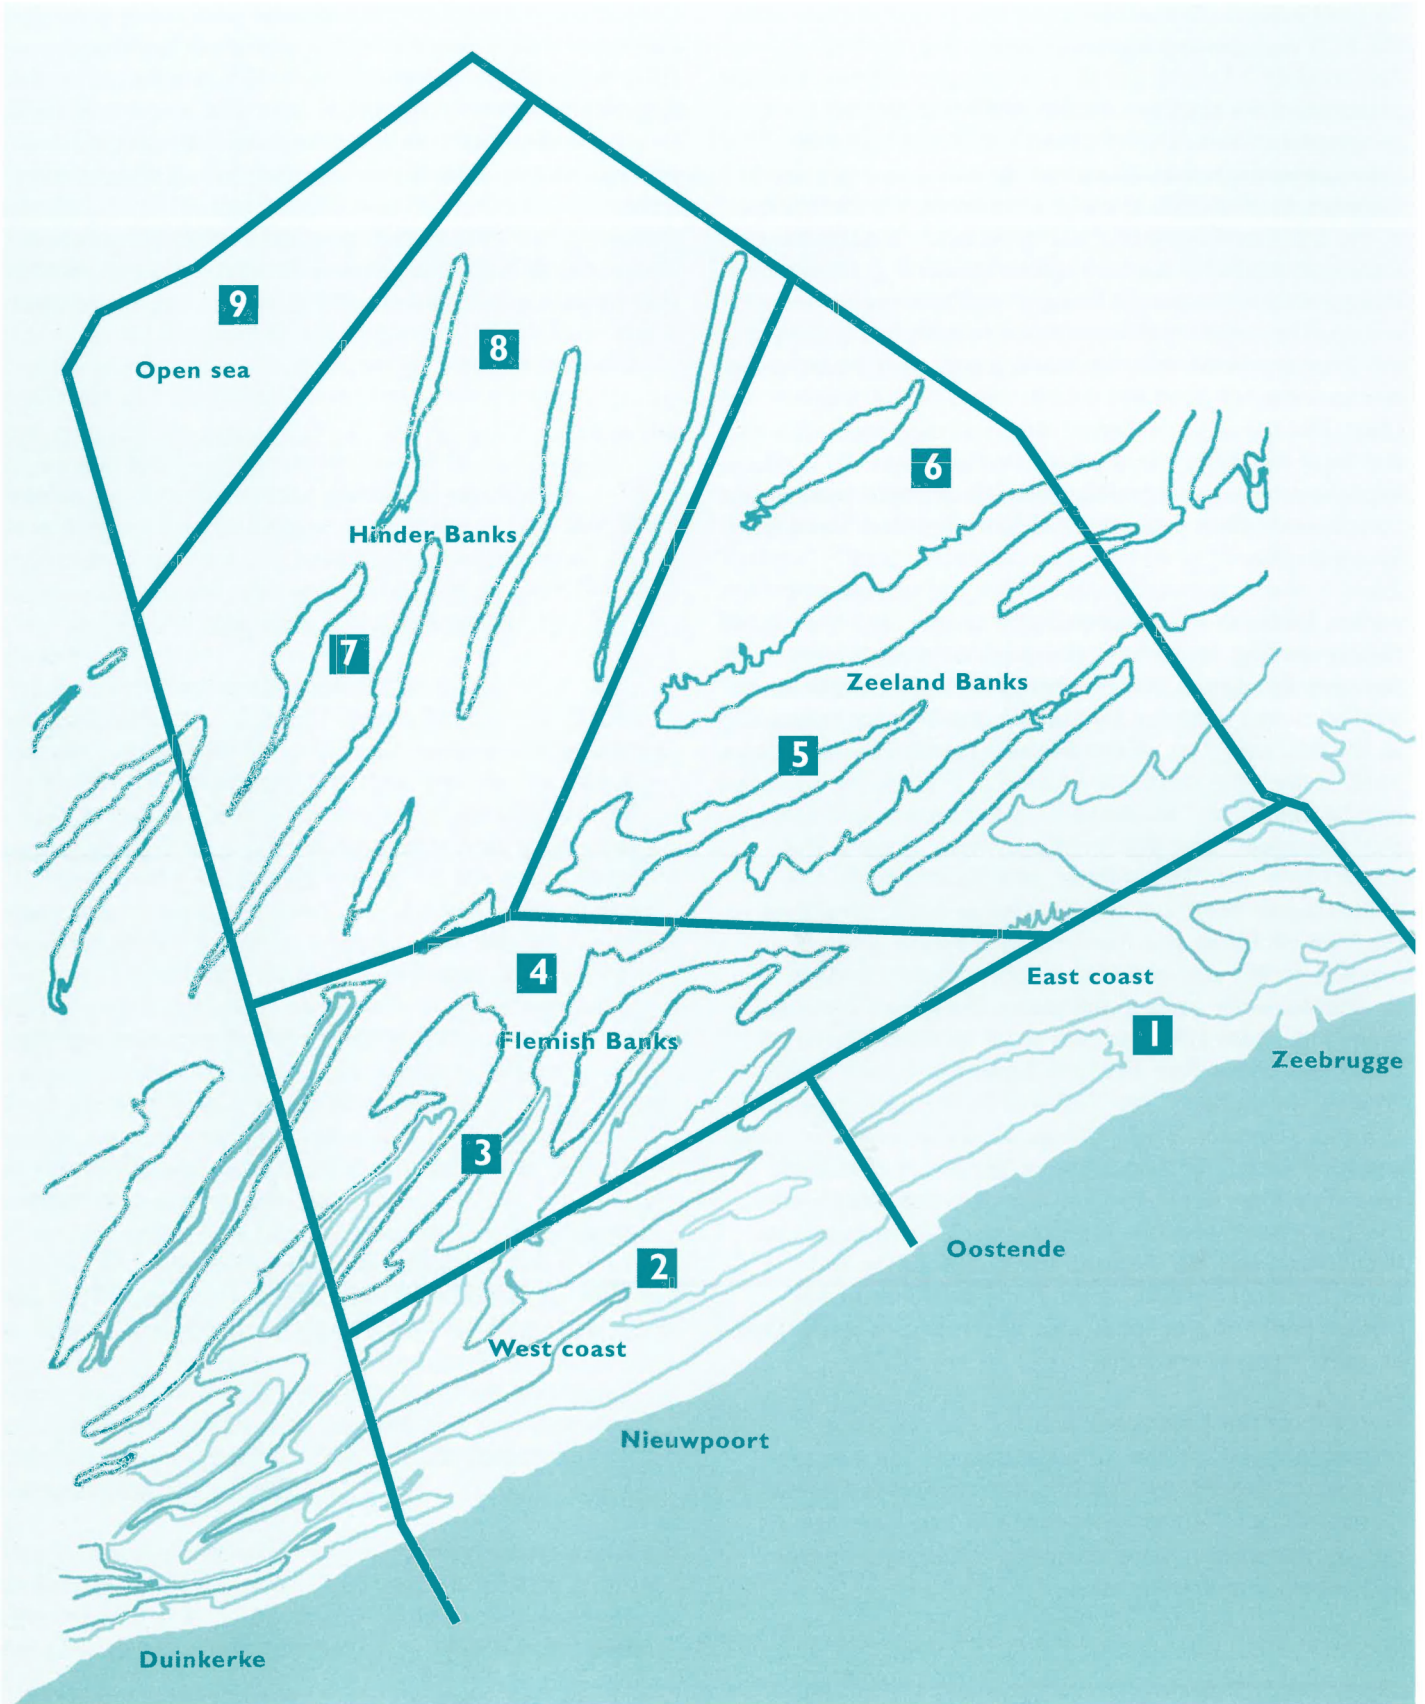 9
Open sea
8
6
Hinder Banks
7
Zeeland Banks
5
4
East coast
Flemish Banks
1
Zeebrugge
3
Oostende
2
West coast
Nieuwpoort
Duinkerke